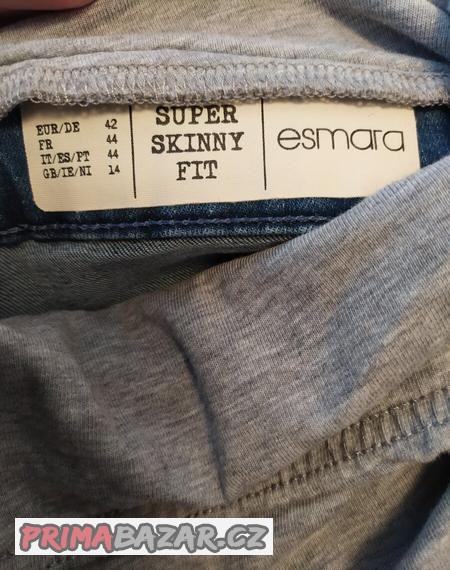 EUR/DE 42
FR 44
IT/ES/PT 44
GB/IE/NI 14
SUPER
SKINNY
FIT
esmara
PRIMABAZAR.CZ